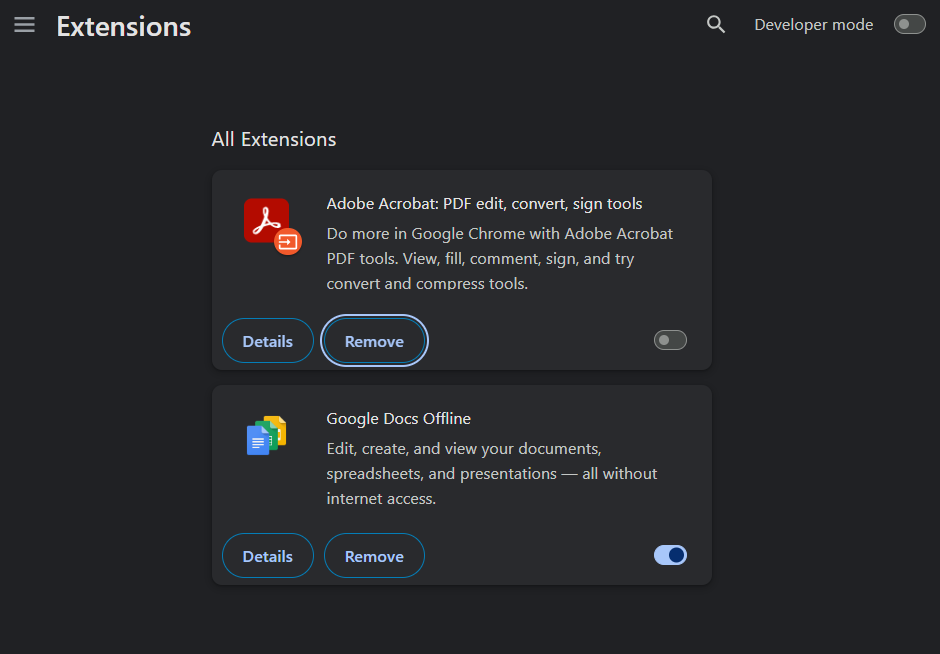 Extensions
Developer mode
All Extensions
Adobe Acrobat: PDF edit, convert, sign tools
Do more in Google Chrome with Adobe Acrobat
PDF tools. View, fill, comment, sign, and try
convert and compress tools.
Details
Remove
Google Docs Offline
Edit, create, and view your documents,
spreadsheets, and presentations — all without
internet access.
Details
Remove